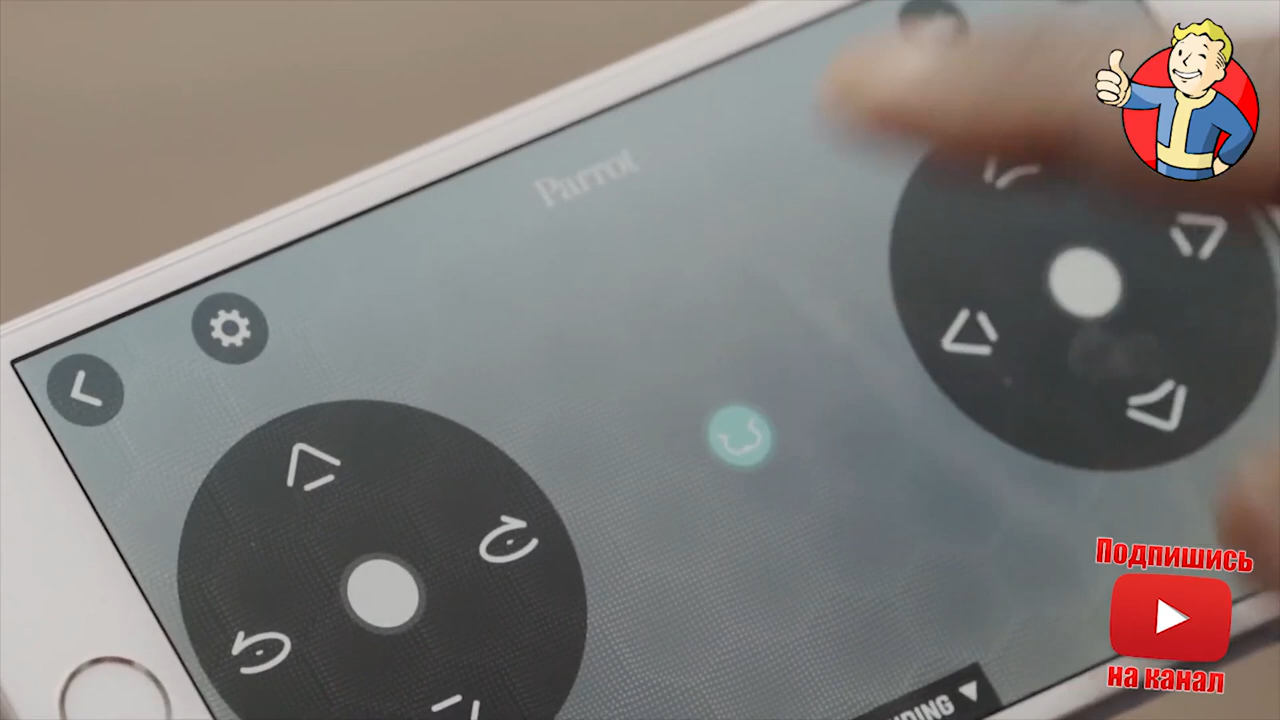 Parrot
Подпишись
на канал